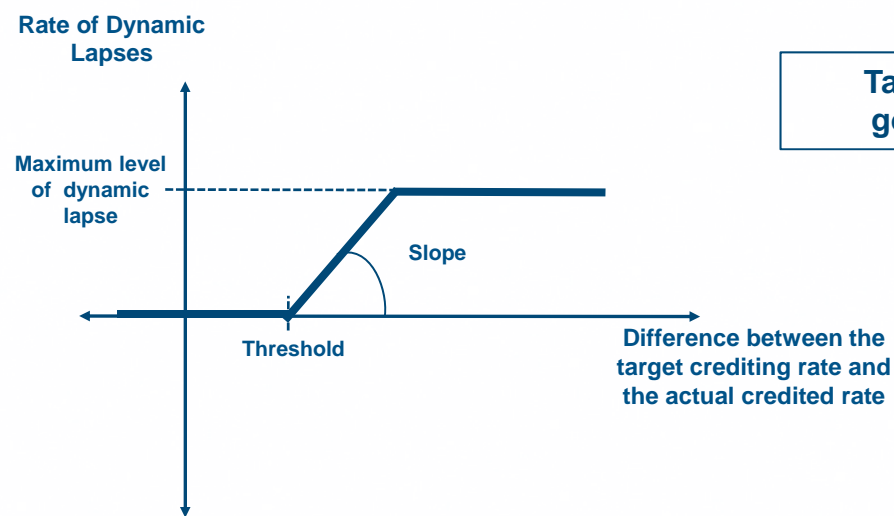 Rate of Dynamic
Lapses
Maximum level
of dynamic
lapse
Slope
Threshold
Difference between the
target crediting rate and
the actual credited rate